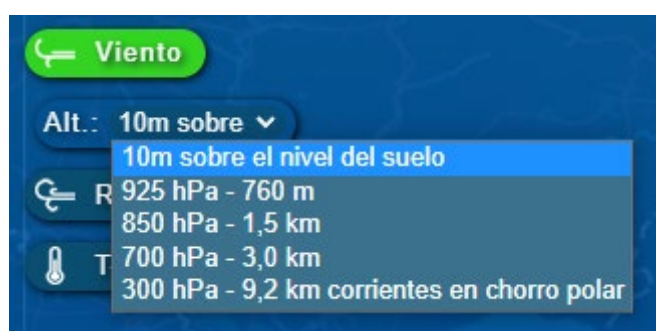 Viento
Alt.: 10m sobre
10m sobre el nivel del suelo
925 hPa - 760 m
850 hPa - 1,5 km
700 hPa - 3,0 km
300 hPa - 9,2 km corrientes en chorro polar